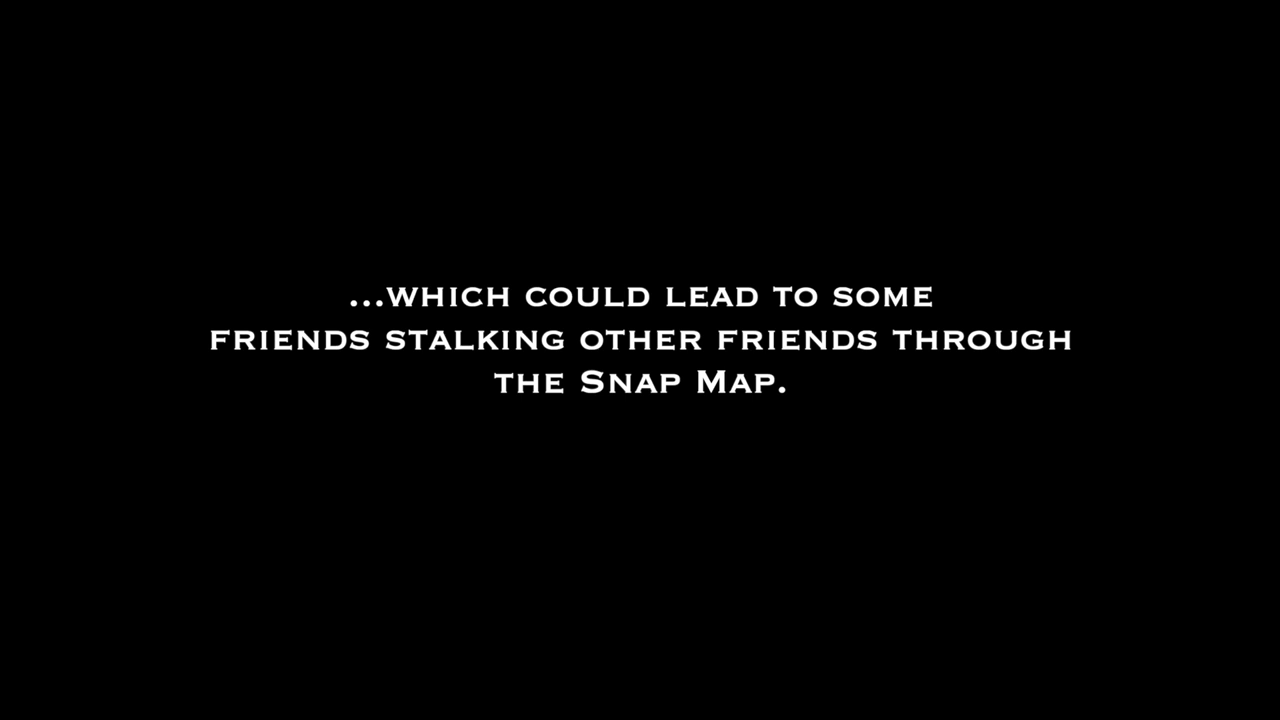 ...which could lead to some
friends stalking other friends through
the Snap Map.